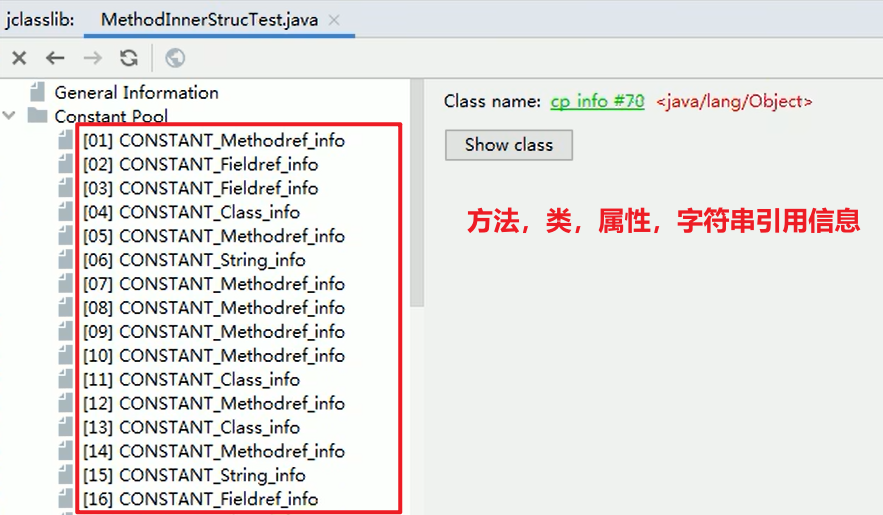 jclasslib: MethodInnerStrucTest.java
General Information
Constant Pool
[01] CONSTANT_Methodref_info
[02] CONSTANT_Fieldref_info
[03] CONSTANT_Fieldref_info
[04] CONSTANT_Class_info
[05] CONSTANT_Methodref_info
[06] CONSTANT_String_info
[07] CONSTANT_Methodref_info
[08] CONSTANT_Methodref_info
[09] CONSTANT_Methodref_info
[10] CONSTANT_Methodref_info
[11] CONSTANT_Class_info
[12] CONSTANT_Methodref_info
[13] CONSTANT_Class_info
[14] CONSTANT_Methodref_info
[15] CONSTANT_String_info
[16] CONSTANT_Fieldref_info
Class name: cp info #70 <java/lang/Object>
Show class
方法，类，属性，字符串引用信息